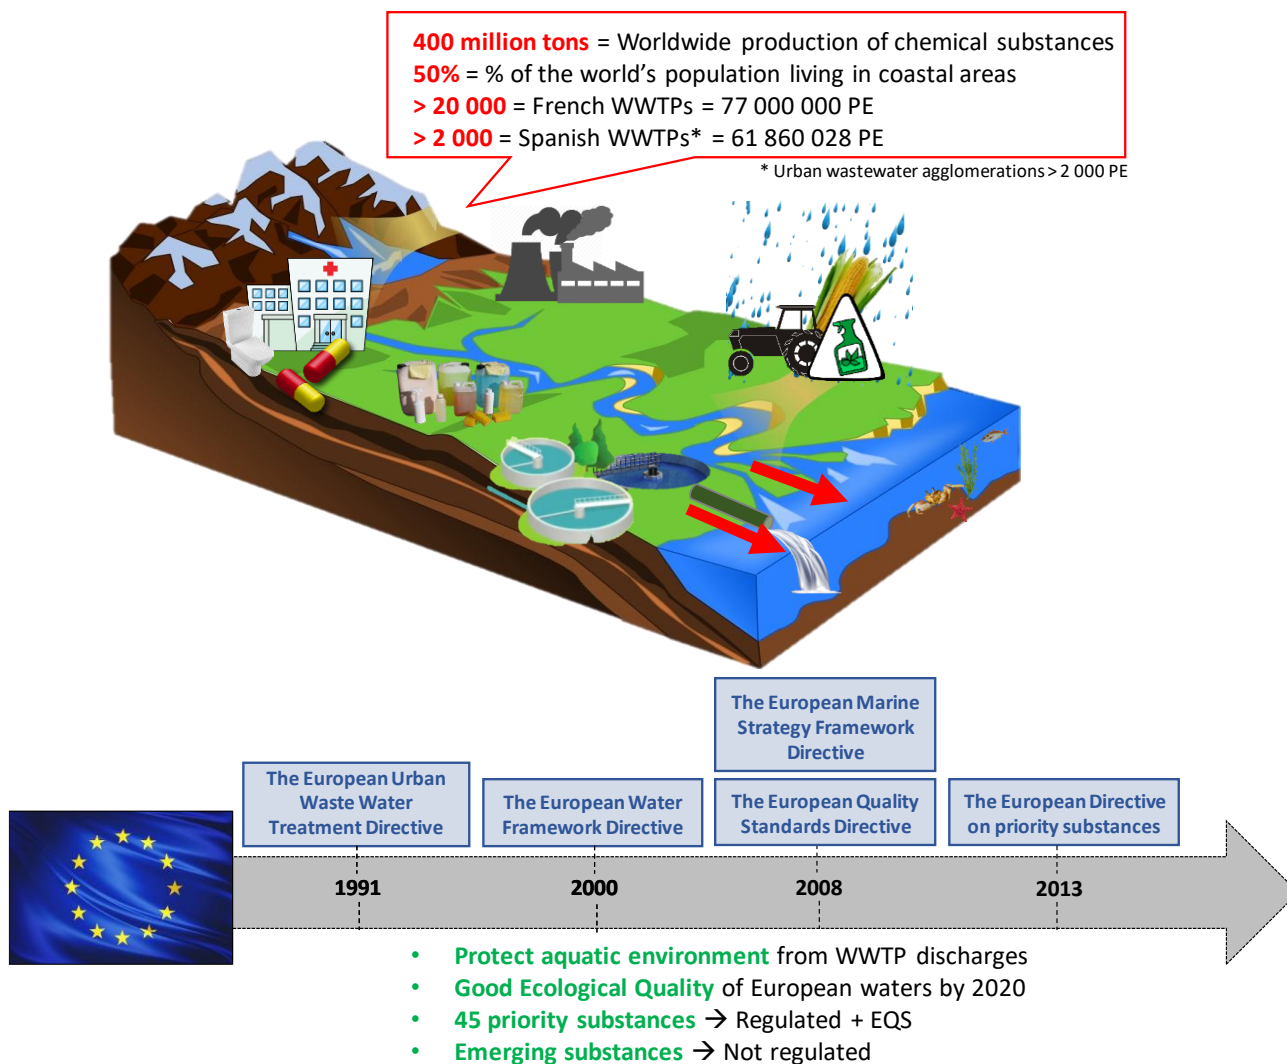 400 million tons = Worldwide production of chemical substances
50% = % of the world's population living in coastal areas
> 20 000 = French WWTPs = 77 000 000 PE
> 2 000 = Spanish WWTPs* = 61 860 028 PE
* Urban wastewater agglomerations > 2 000 PE
The European Marine
Strategy Framework
Directive
The European Urban
Waste Water
Treatment Directive
The European Water
Framework Directive
The European Quality
Standards Directive
The European Directive
on priority substances
1991
2000
2008
2013
• Protect aquatic environment from WWTP discharges
• Good Ecological Quality of European waters by 2020
• 45 priority substances → Regulated + EQS
• Emerging substances → Not regulated